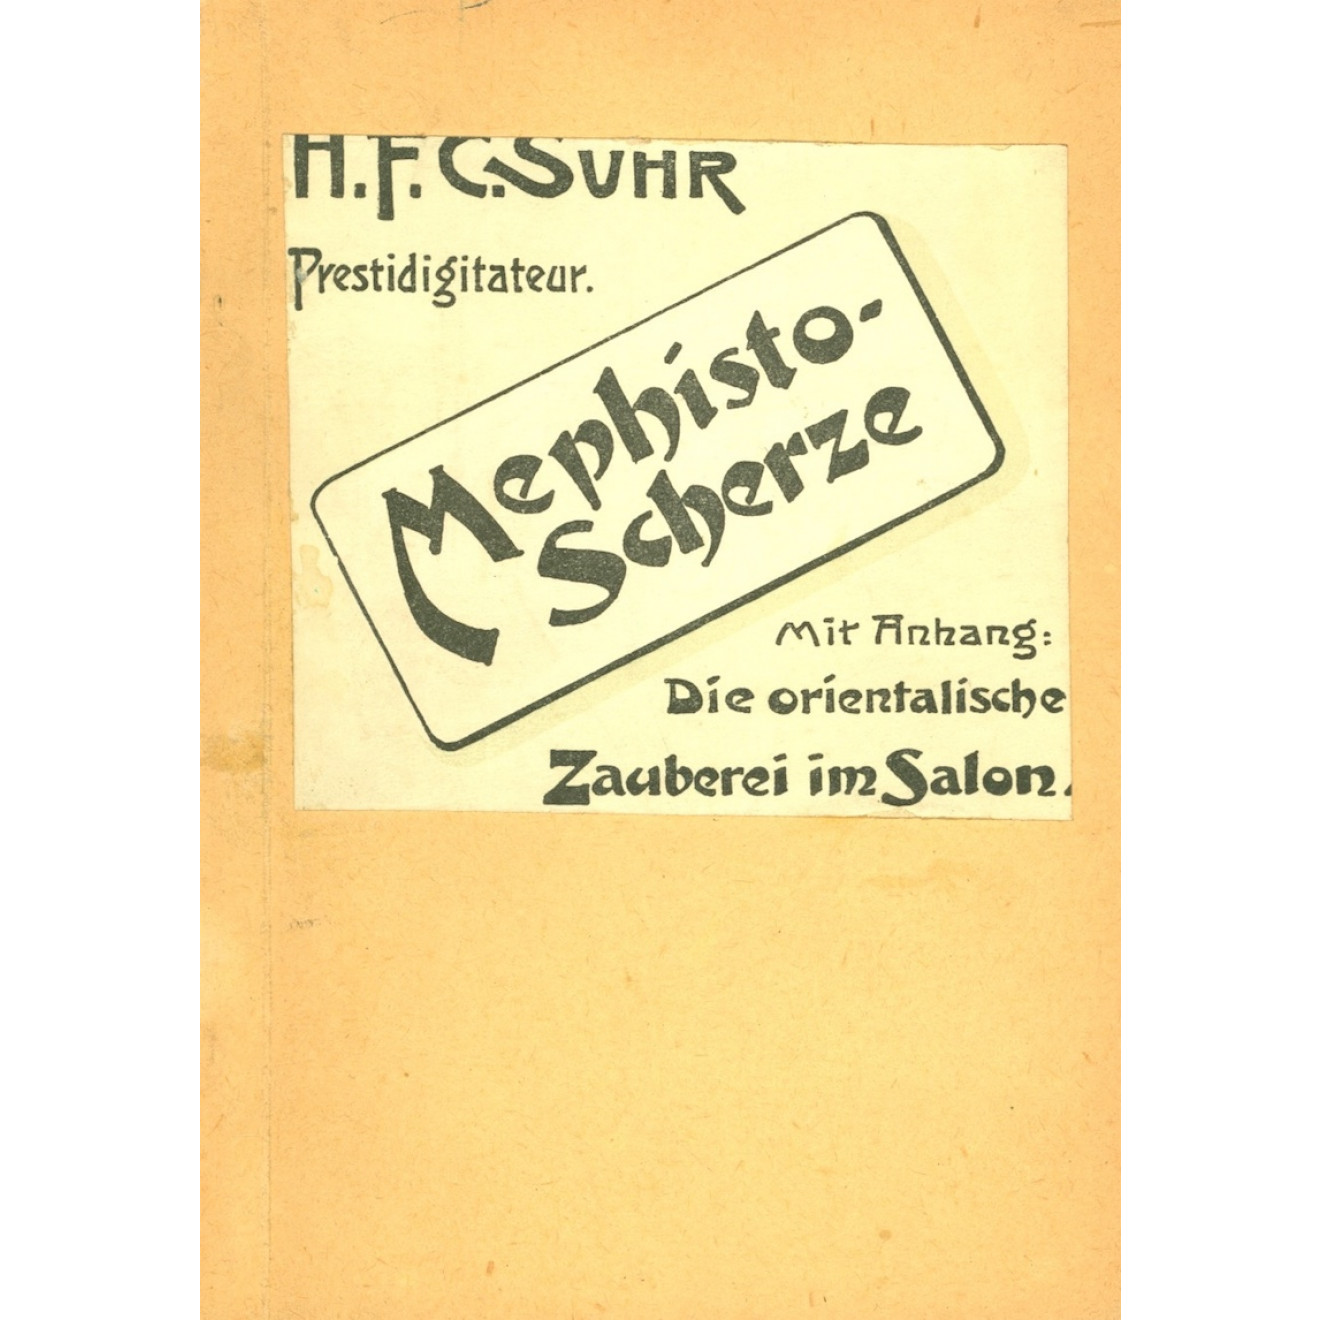 H.F.C.SUHR
Prestidigitateur.
Mephisto-
Scherze
Mit Anhang:
Die orientalische
Zauberei im Salon.